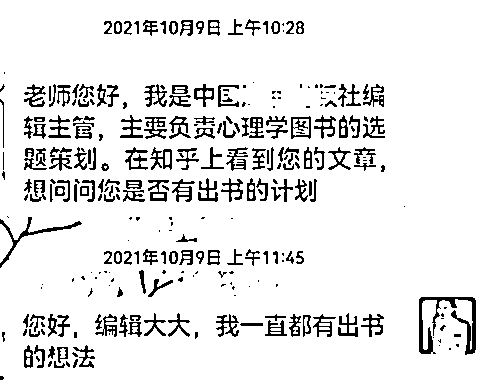 2021年10月9日 上午10:28
老师您好，我是中国 社编
辑主管，主要负责心理学图书的选
题策划。在知乎上看到您的文章，
想问问您是否有出书的计划
2021年10月9日 上午11:45
您好，编辑大大，我一直都有出书
的想法